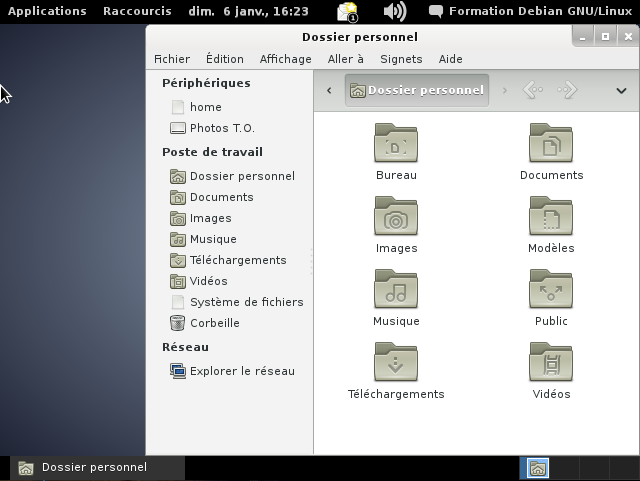 Applications Raccourcis dim. 6 janv., 16:23 1 Formation Debian GNU/Linux
Dossier personnel
Fichier Édition Affichage Aller à Signets Aide
Périphériques
home
Photos T.O.
Poste de travail
Dossier personnel
Documents
Images
Musique
Téléchargements
Vidéos
Système de fichiers
Corbeille
Réseau
Explorer le réseau
Dossier personnel
Bureau
Documents
Images
Modèles
Musique
Public
Téléchargements
Vidéos
Dossier personnel